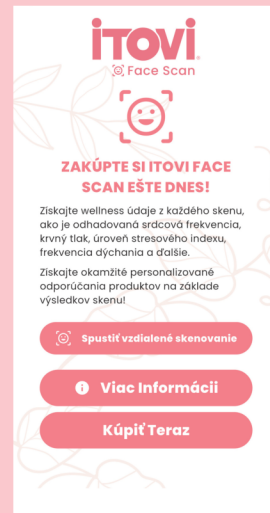 iTOVi
Face Scan
ZAKÚPTE SI ITOVI FACE
SCAN EŠTE DNES!
Získajte wellness údaje z každého skenu,
ako je odhadovaná srdcová frekvencia,
krvný tlak, úroveň stresového indexu,
frekvencia dýchania a ďalšie.
Získajte okamžité personalizované
odporúčania produktov na základe
výsledkov skenu!
Spustiť vzdialené skenovanie
Viac Informácii
Kúpiť Teraz